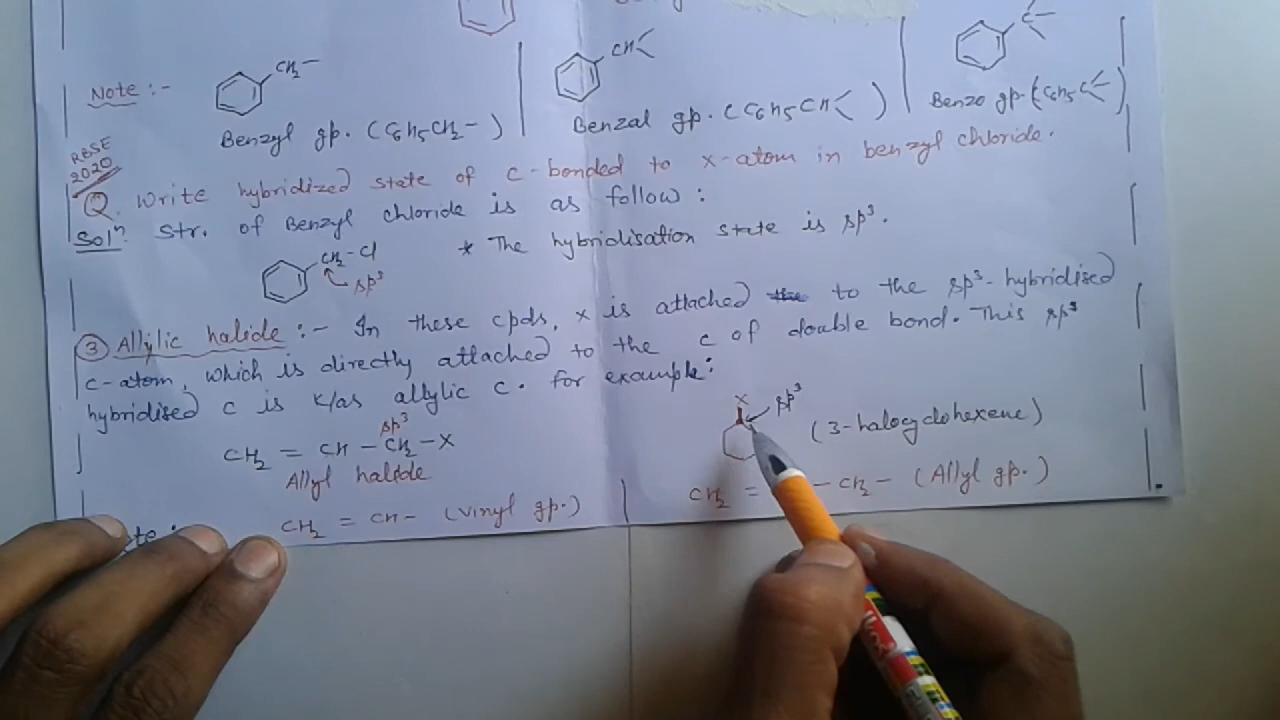 CH2 —
CH <
C
Note :-
Benzyl gp. ( C6H5CH2 - )
Benzal gp. ( C6H5CH < )
Benzo gp. ( C6H5C
RBSE
2020
Q. Write hybridized state of C-bonded to X-atom in benzyl chloride.
Solⁿ Str. of Benzyl chloride is as follow :
CH2 - Cl
sp³
* The hybridisation state is sp³.
③ Allylic halide :- In these cpds, X is attached to the sp³-hybridised
C-atom, which is directly attached to the C of double bond. This sp³
hybridised C is K/as allylic C. for example :
sp³
CH2 = CH - CH2 - X
Allyl halide
X
sp³
(3-halocyclohexene)
CH2 = CH - (Vinyl gp.)
CH2 = - CH2 - (Allyl gp.)